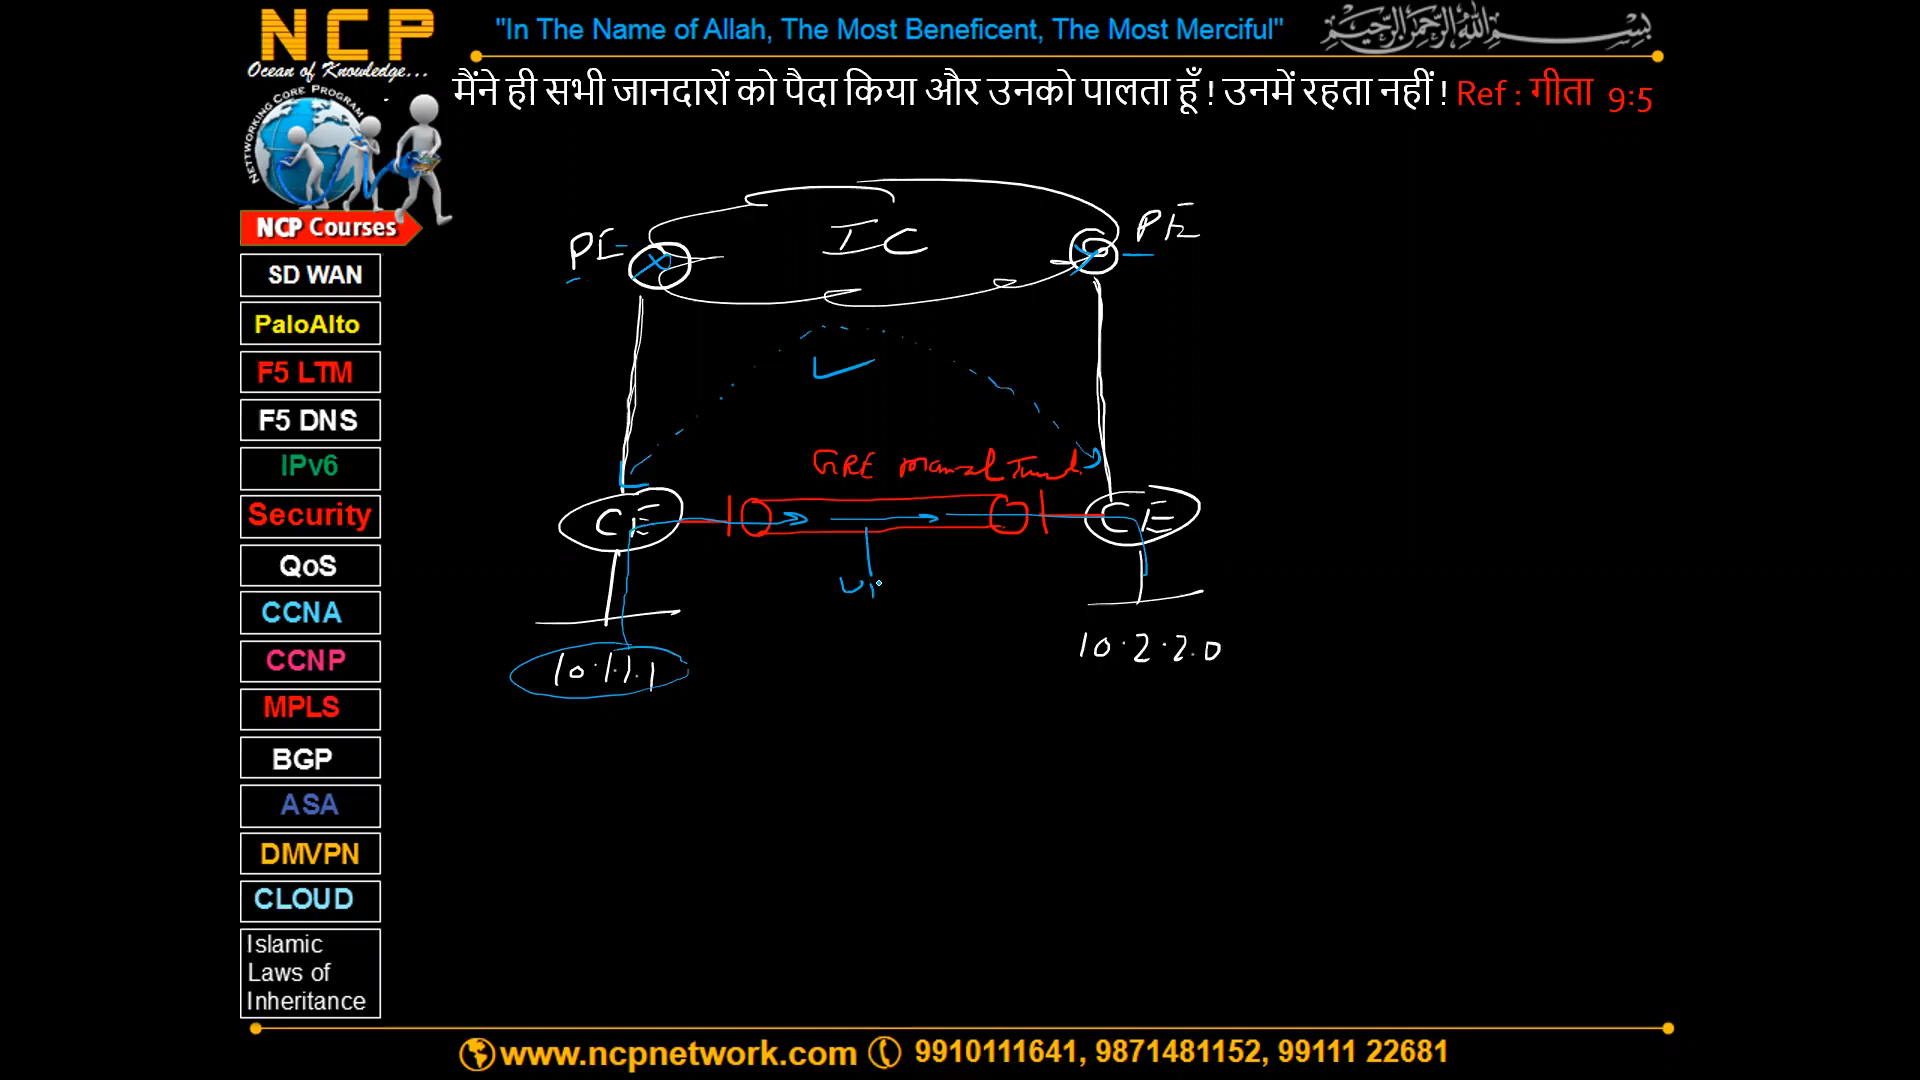 NCP
Ocean of Knowledge...
NETTWORKING CORE PROGRAM
"In The Name of Allah, The Most Beneficent, The Most Merciful"
بسم الله الرحمن الرحيم
मैंने ही सभी जानदारों को पैदा किया और उनको पालता हूँ ! उनमें रहता नहीं ! Ref : गीता 9:5
NCP Courses
SD WAN
PaloAlto
F5 LTM
F5 DNS
IPv6
Security
QoS
CCNA
CCNP
MPLS
BGP
ASA
DMVPN
CLOUD
Islamic
Laws of
Inheritance
PE
IC
PE
GRE manual
CE
CE
10.1.1.1
10.2.2.0
www.ncpnetwork.com 9910111641, 9871481152, 99111 22681